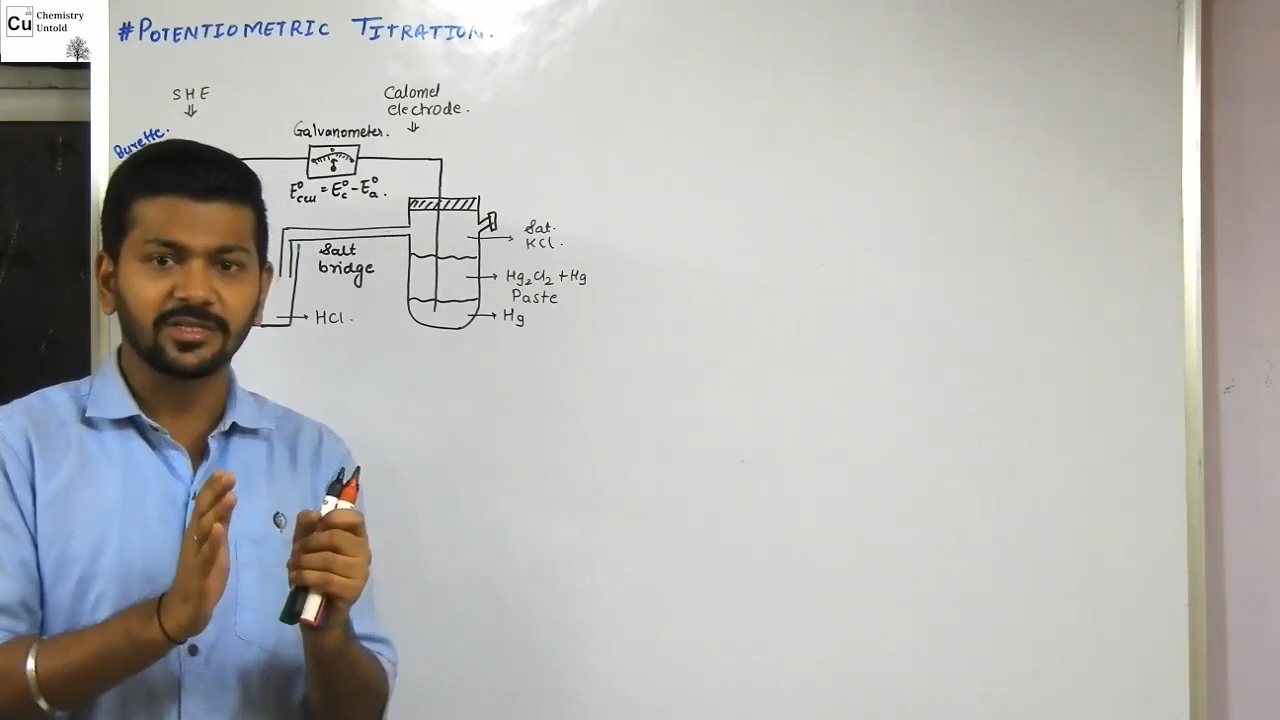 Cu
Chemistry
Untold
#POTENTIOMETRIC TITRATION.
SHE
Calomel
electrode.
Burette.
Galvanometer.
E°cell = E°c - E°a.
Sat.
KCl.
Salt
bridge
Hg2Cl2 + Hg
Paste
HCl.
Hg